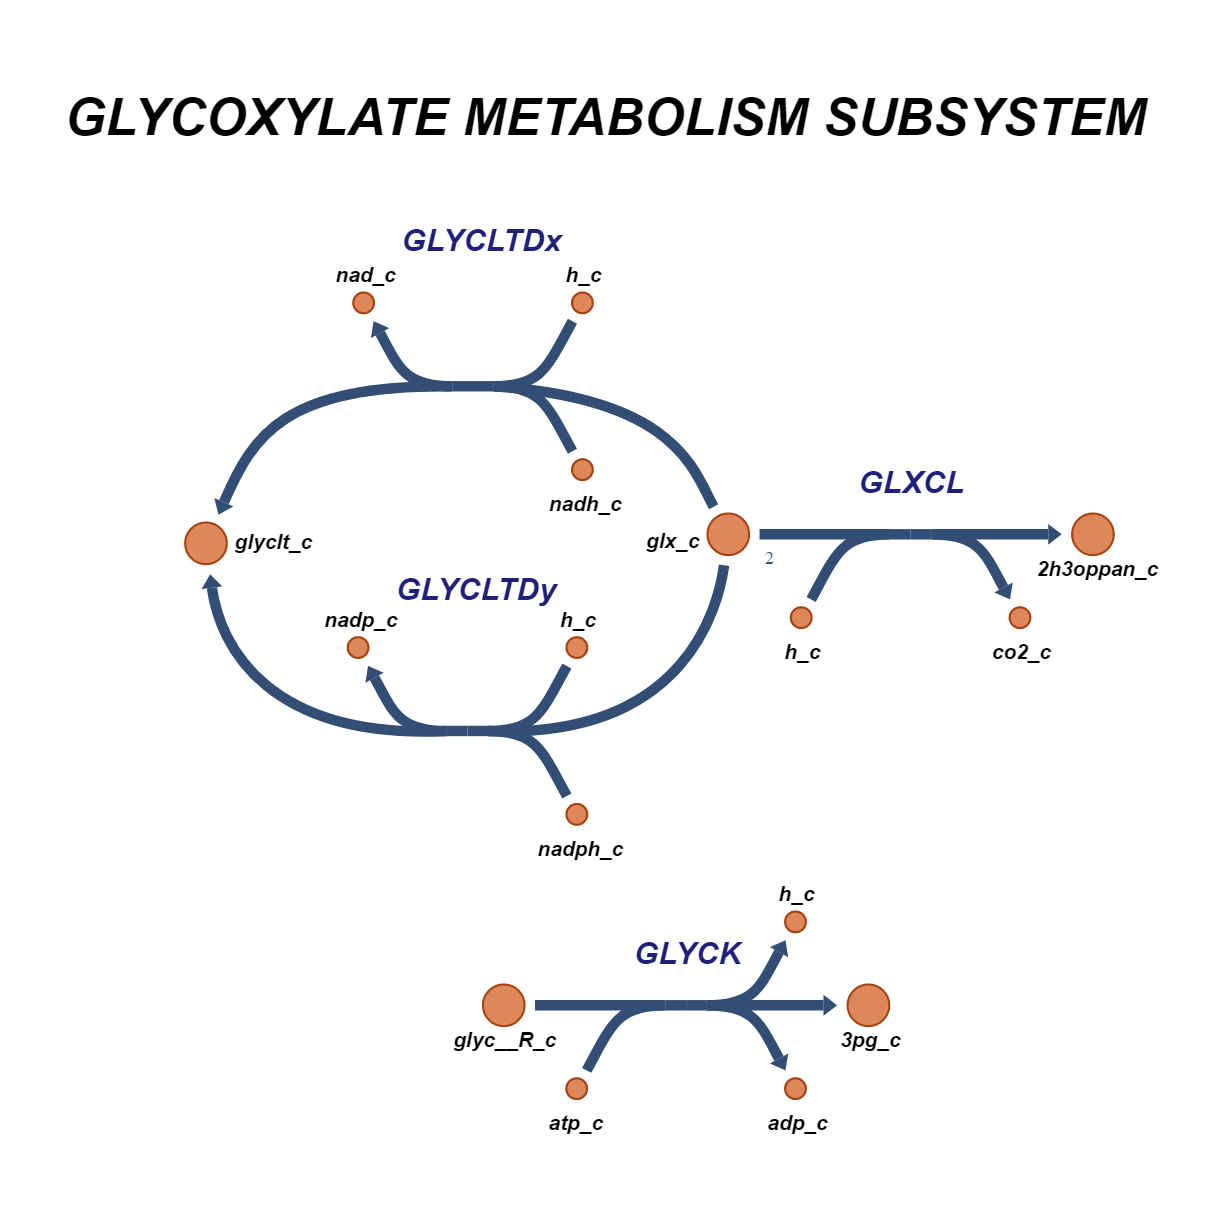 GLYCOXYLATE METABOLISM SUBSYSTEM
GLYCLTDx
nad_c
h_c
nadh_c
GLXCL
glyclt_c
glx_c
2
2h3oppan_c
GLYCLTDy
nadp_c
h_c
h_c
co2_c
nadph_c
h_c
GLYCK
glyc__R_c
3pg_c
atp_c
adp_c